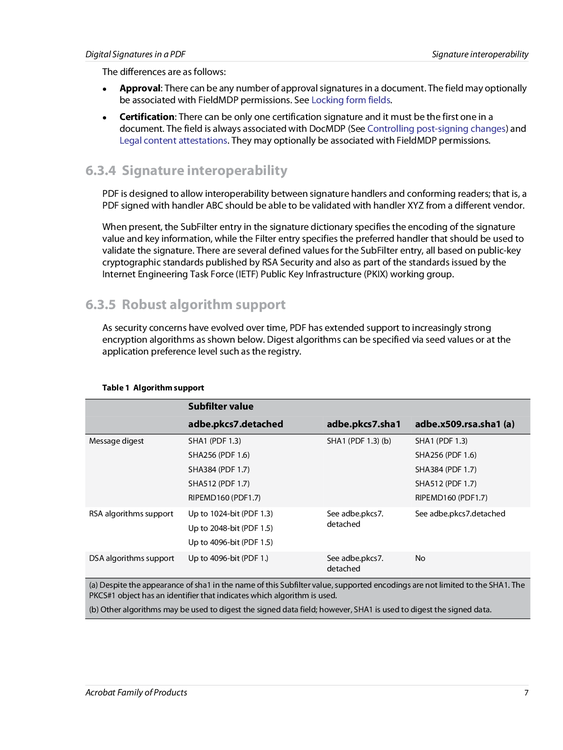 Digital Signatures in a PDF Signature interoperability
The differences are as follows:
• Approval: There can be any number of approval signatures in a document. The field may optionally
be associated with FieldMDP permissions. See Locking form fields.
• Certification: There can be only one certification signature and it must be the first one in a
document. The field is always associated with DocMDP (See Controlling post-signing changes) and
Legal content attestations. They may optionally be associated with FieldMDP permissions.
6.3.4 Signature interoperability
PDF is designed to allow interoperability between signature handlers and conforming readers; that is, a
PDF signed with handler ABC should be able to be validated with handler XYZ from a different vendor.
When present, the SubFilter entry in the signature dictionary specifies the encoding of the signature
value and key information, while the Filter entry specifies the preferred handler that should be used to
validate the signature. There are several defined values for the SubFilter entry, all based on public-key
cryptographic standards published by RSA Security and also as part of the standards issued by the
Internet Engineering Task Force (IETF) Public Key Infrastructure (PKIX) working group.
6.3.5 Robust algorithm support
As security concerns have evolved over time, PDF has extended support to increasingly strong
encryption algorithms as shown below. Digest algorithms can be specified via seed values or at the
application preference level such as the registry.
Table 1 Algorithm support
Subfilter value
adbe.pkcs7.detached adbe.pkcs7.sha1 adbe.x509.rsa.sha1 (a)
Message digest SHA1 (PDF 1.3) SHA1 (PDF 1.3) (b) SHA1 (PDF 1.3)
SHA256 (PDF 1.6) SHA256 (PDF 1.6)
SHA384 (PDF 1.7) SHA384 (PDF 1.7)
SHA512 (PDF 1.7) SHA512 (PDF 1.7)
RIPEMD160 (PDF1.7) RIPEMD160 (PDF1.7)
RSA algorithms support Up to 1024-bit (PDF 1.3) See adbe.pkcs7. See adbe.pkcs7.detached
Up to 2048-bit (PDF 1.5) detached
Up to 4096-bit (PDF 1.5)
DSA algorithms support Up to 4096-bit (PDF 1.) See adbe.pkcs7. No
detached
(a) Despite the appearance of sha1 in the name of this Subfilter value, supported encodings are not limited to the SHA1. The
PKCS#1 object has an identifier that indicates which algorithm is used.
(b) Other algorithms may be used to digest the signed data field; however, SHA1 is used to digest the signed data.
Acrobat Family of Products 7